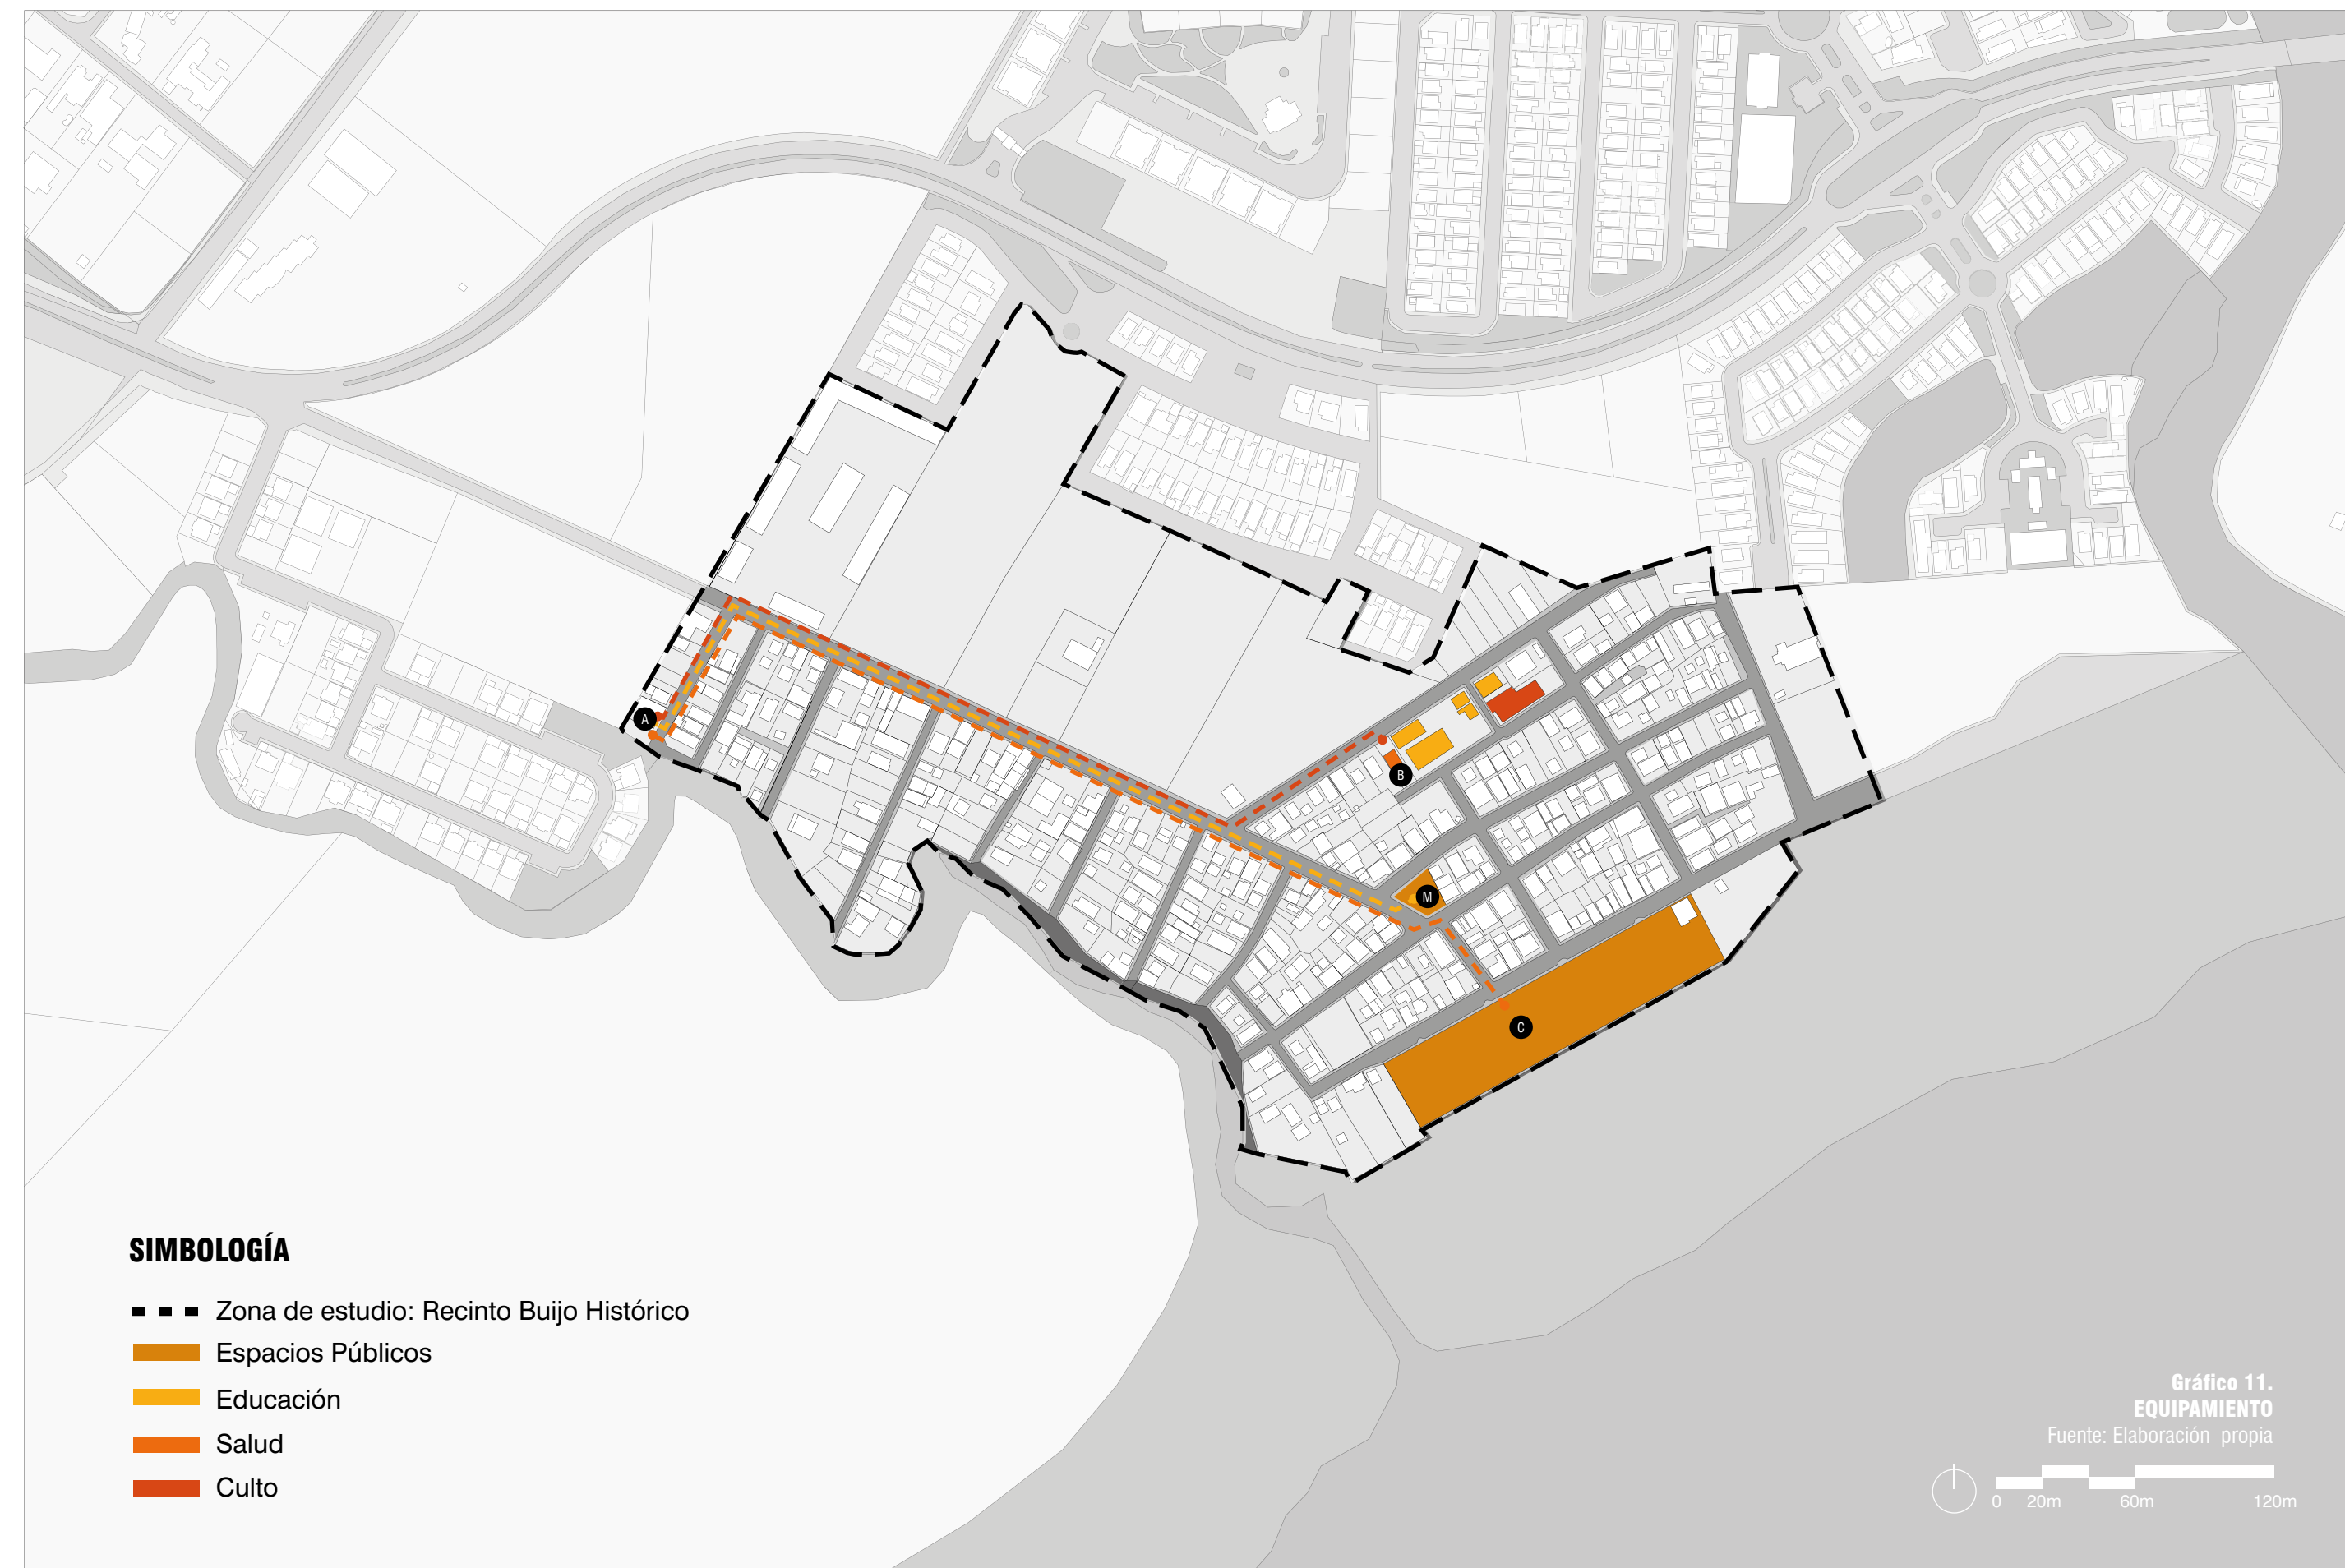 A
B
M
C
SIMBOLOGÍA
Zona de estudio: Recinto Buijo Histórico
Espacios Públicos
Educación
Salud
Culto
Gráfico 11.
EQUIPAMIENTO
Fuente: Elaboración propia
0 20m 60m 120m